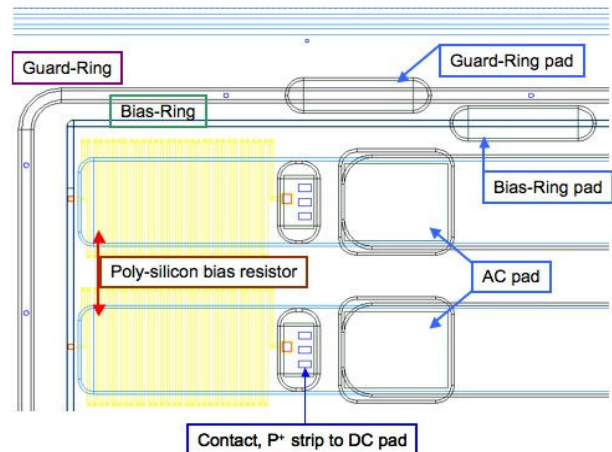 Guard-Ring pad
Guard-Ring
Bias-Ring
Bias-Ring pad
Poly-silicon bias resistor
AC pad
Contact, P⁺ strip to DC pad